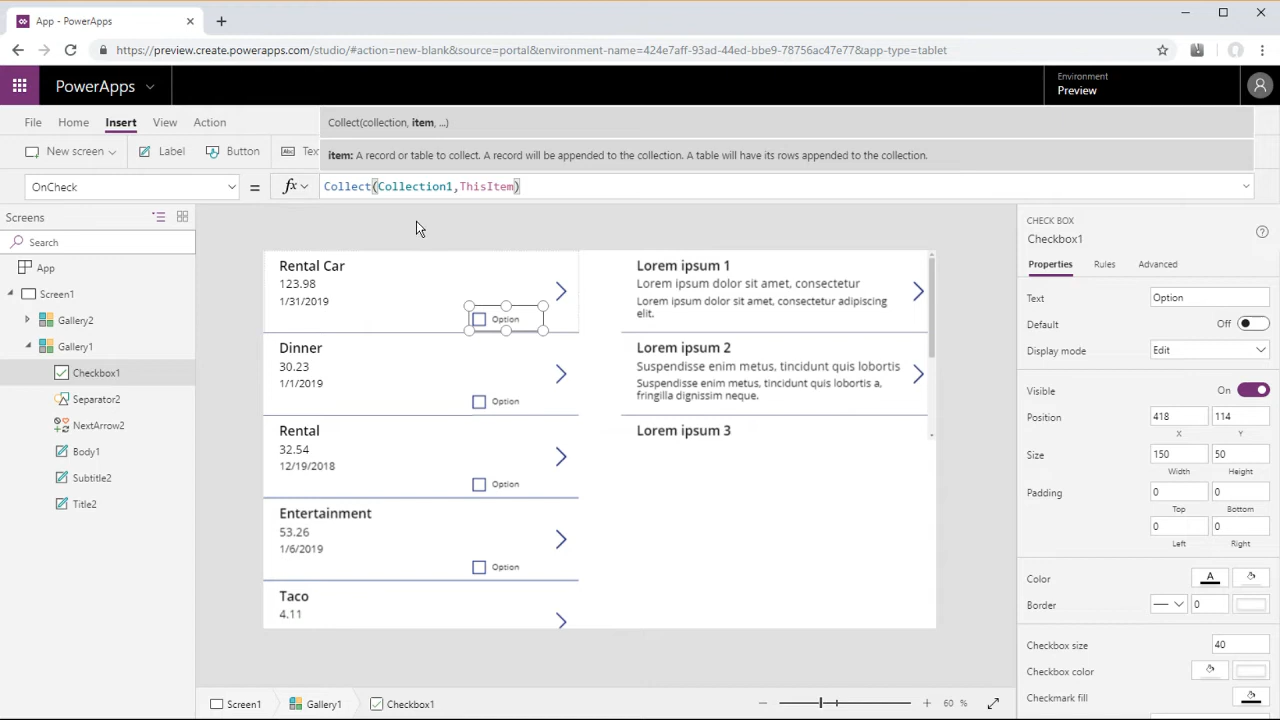 App - PowerApps
https://preview.create.powerapps.com/studio/#action=new-blank&source=portal&environment-name=424e7aff-93ad-44ed-bbe9-78756ac47e77&app-type=tablet
PowerApps
Environment
Preview
File Home Insert View Action
Collect(collection, item, ...)
New screen Label Button Text
item: A record or table to collect. A record will be appended to the collection. A table will have its rows appended to the collection.
OnCheck = fx Collect(Collection1,ThisItem)
Screens
Search
App
Screen1
Gallery2
Gallery1
Checkbox1
Separator2
NextArrow2
Body1
Subtitle2
Title2
Rental Car
123.98
1/31/2019
Option
Dinner
30.23
1/1/2019
Option
Rental
32.54
12/19/2018
Option
Entertainment
53.26
1/6/2019
Option
Taco
4.11
Lorem ipsum 1
Lorem ipsum dolor sit amet, consectetur
Lorem ipsum dolor sit amet, consectetur adipiscing
elit.
Lorem ipsum 2
Suspendisse enim metus, tincidunt quis lobortis
Suspendisse enim metus, tincidunt quis lobortis a,
fringilla dignissim neque.
Lorem ipsum 3
CHECK BOX
Checkbox1
Properties Rules Advanced
Text Option
Default Off
Display mode Edit
Visible On
Position 418 114
X Y
Size 150 50
Width Height
Padding 0 0
Top Bottom
0 0
Left Right
Color A
Border 0
Checkbox size 40
Checkbox color
Checkmark fill
Screen1 Gallery1 Checkbox1
60 %